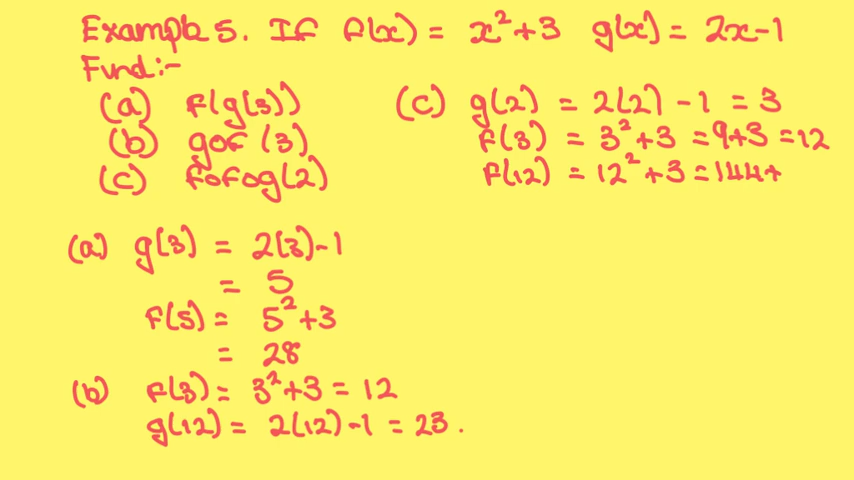 Example 5. If f(x) = x²+3 g(x) = 2x-1
Find:-
(a) f(g(3))
(b) gof (3)
(c) fofog(2)
(c) g(2) = 2(2) -1 = 3
f(3) = 3²+3 = 9+3 = 12
f(12) = 12²+3 = 144+
(a) g(3) = 2(3)-1
= 5
f(5) = 5²+3
= 28
(b) f(3) = 3²+3 = 12
g(12) = 2(12)-1 = 23.